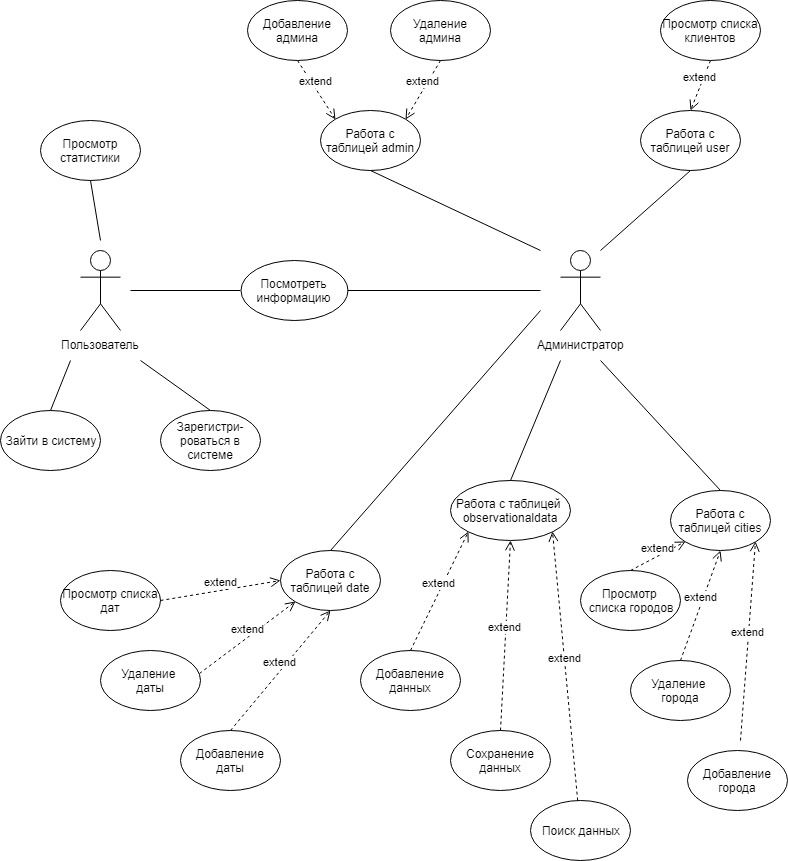 Добавление
админа
Удаление
админа
Просмотр списка
клиентов
extend
extend
extend
Просмотр
статистики
Работа с
таблицей admin
Работа с
таблицей user
Посмотреть
информацию
Пользователь
Администратор
Зайти в систему
Зарегистри-
роваться в
системе
Работа с таблицей
observationaldata
Работа с
таблицей cities
extend
Просмотр списка
дат
extend
Работа с
таблицей date
extend
Просмотр
списка городов
extend
extend
extend
extend
extend
extend
Удаление
даты
Добавление
данных
Удаление
города
Добавление
даты
Сохранение
данных
Добавление
города
Поиск данных